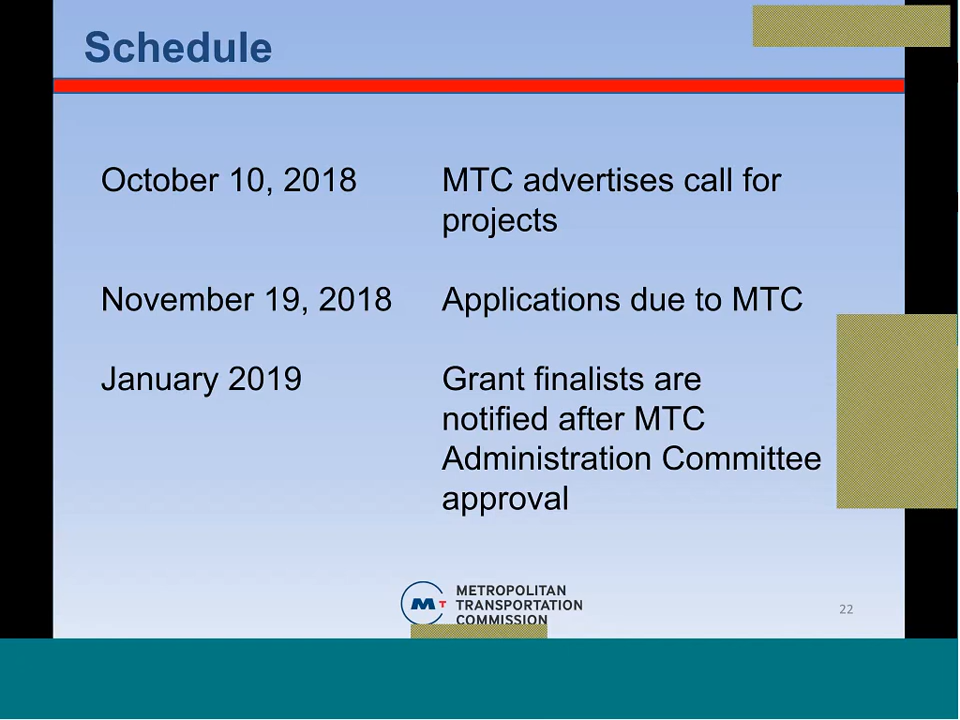 Schedule
October 10, 2018 MTC advertises call for
projects
November 19, 2018 Applications due to MTC
January 2019 Grant finalists are
notified after MTC
Administration Committee
approval
METROPOLITAN
TRANSPORTATION
COMMISSION
MT
22